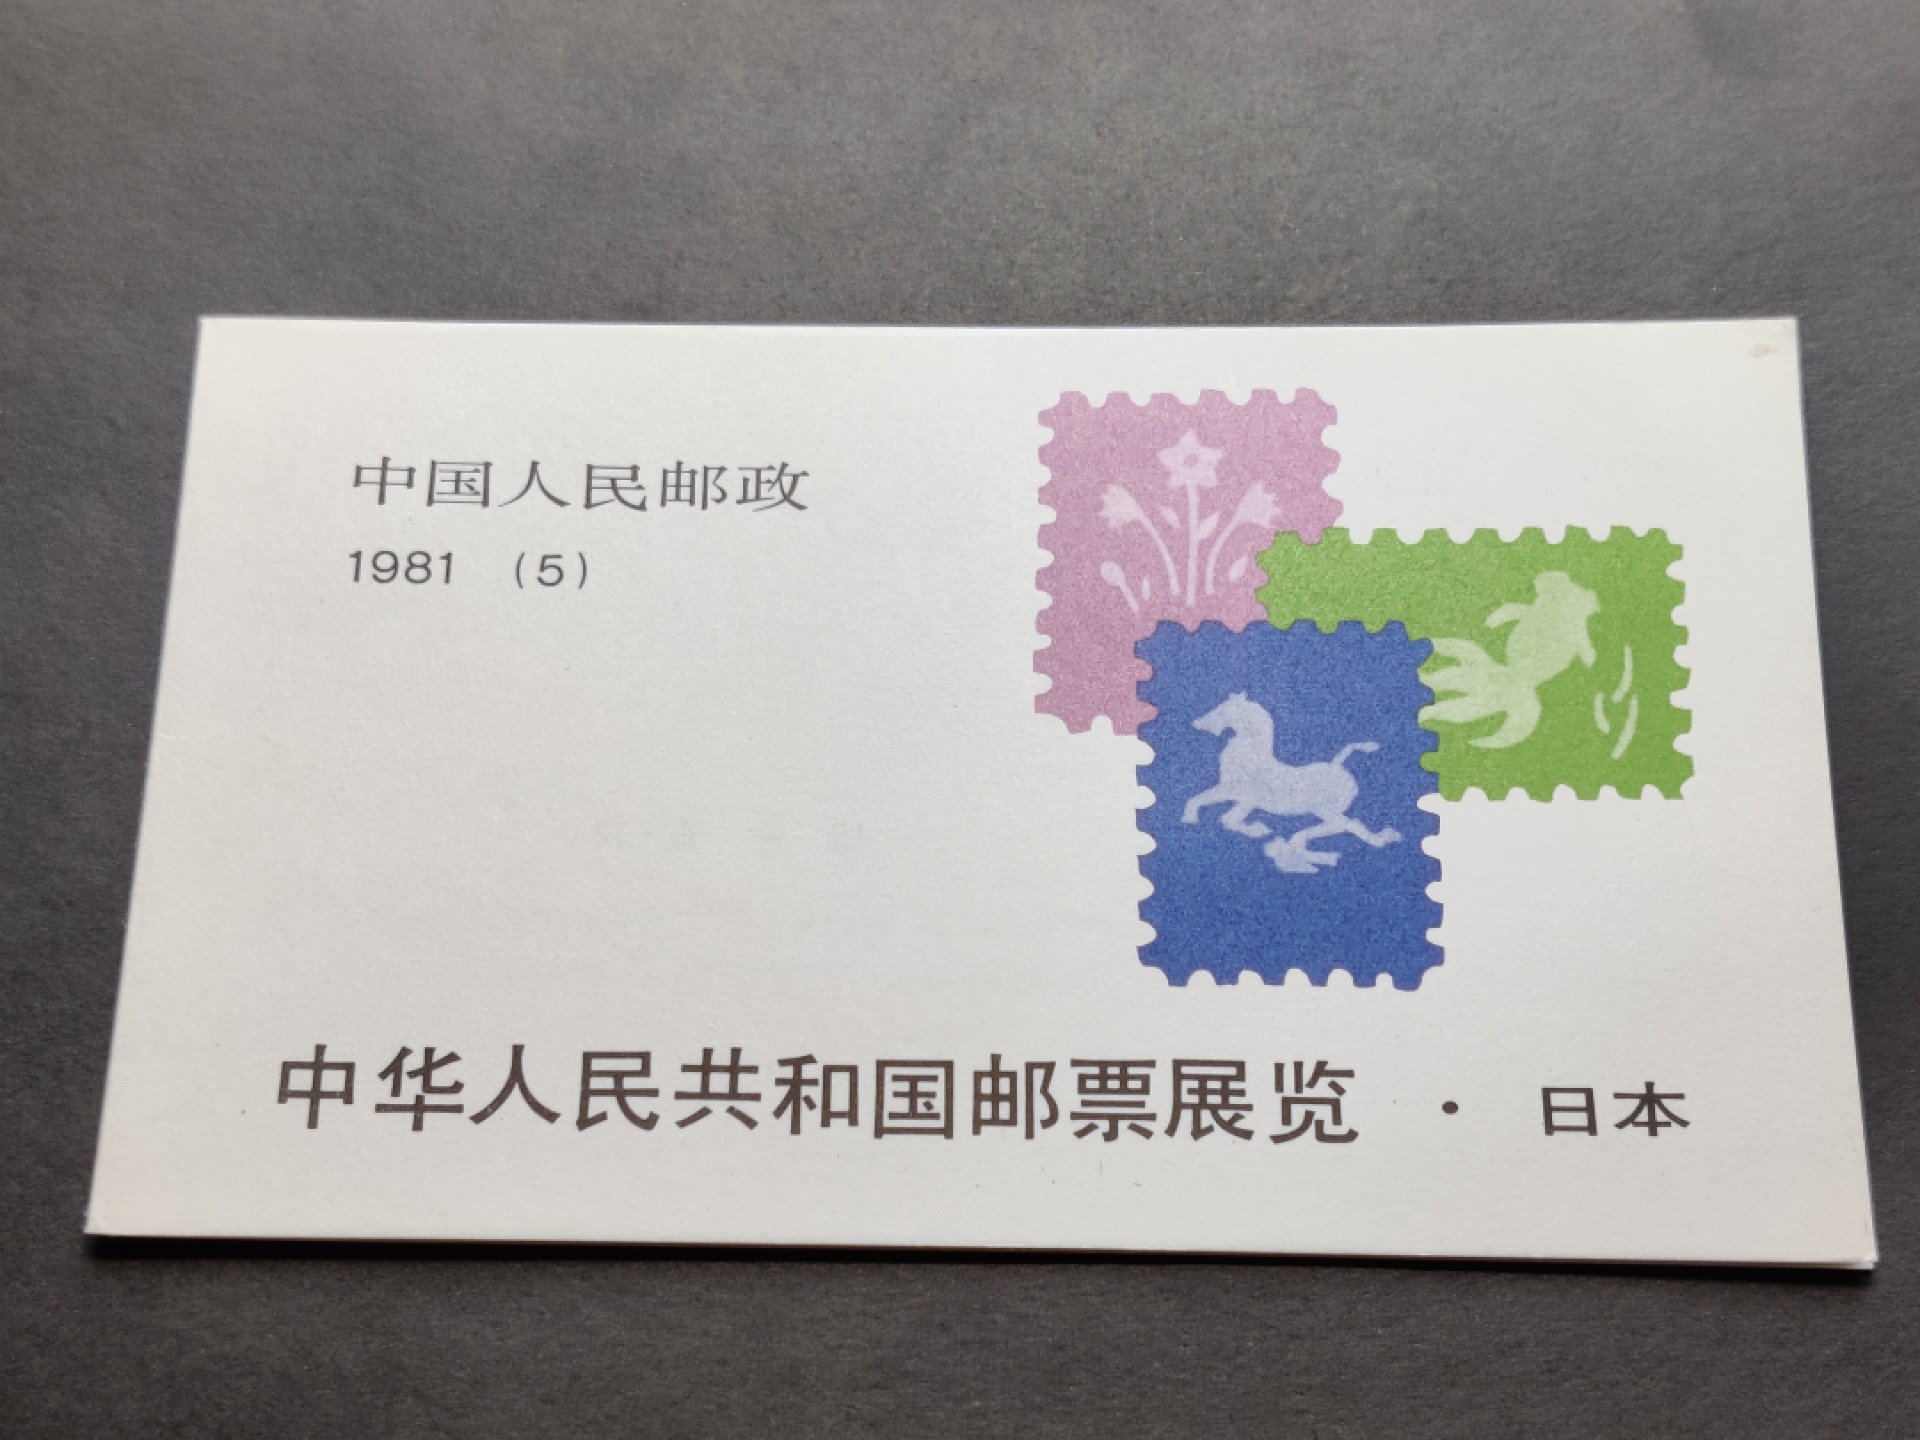 中国人民邮政
1981 (5)
中华人民共和国邮票展览 · 日本